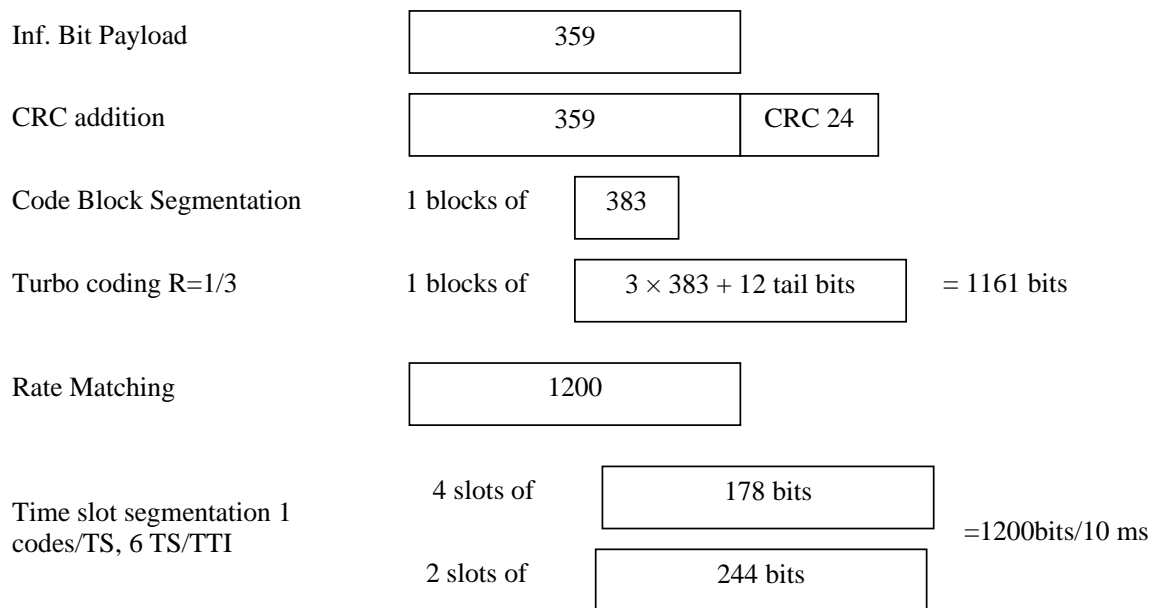 Inf. Bit Payload
359
CRC addition
359
CRC 24
Code Block Segmentation
1 blocks of
383
Turbo coding R=1/3
1 blocks of
3 × 383 + 12 tail bits
= 1161 bits
Rate Matching
1200
Time slot segmentation 1
codes/TS, 6 TS/TTI
4 slots of
178 bits
=1200bits/10 ms
2 slots of
244 bits